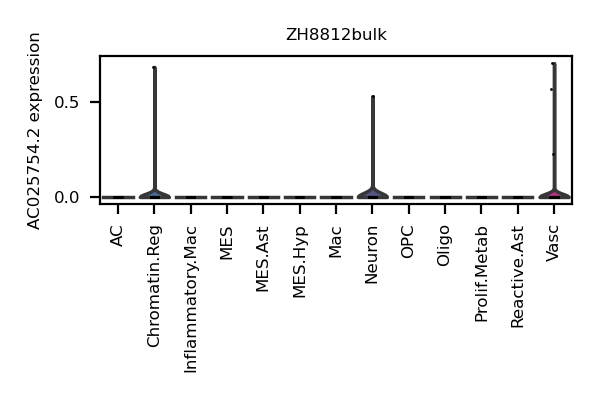 ZH8812bulk
AC025754.2 expression
0.5
0.0
AC
Chromatin.Reg
Inflammatory.Mac
MES
MES.Ast
MES.Hyp
Mac
Neuron
OPC
Oligo
Prolif.Metab
Reactive.Ast
Vasc